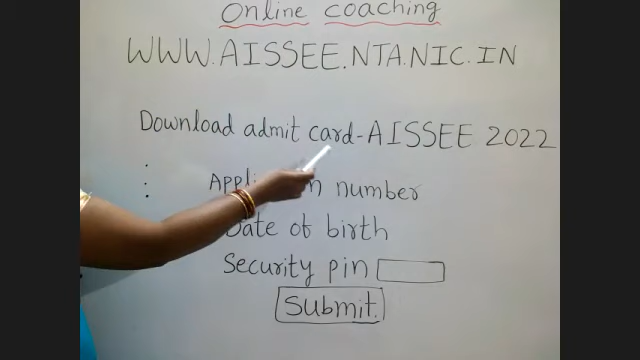 Online coaching
WWW.AISSEE.NTA.NIC.IN
Download admit card-AISSEE 2022
number
Date of birth
Security pin
Submit.